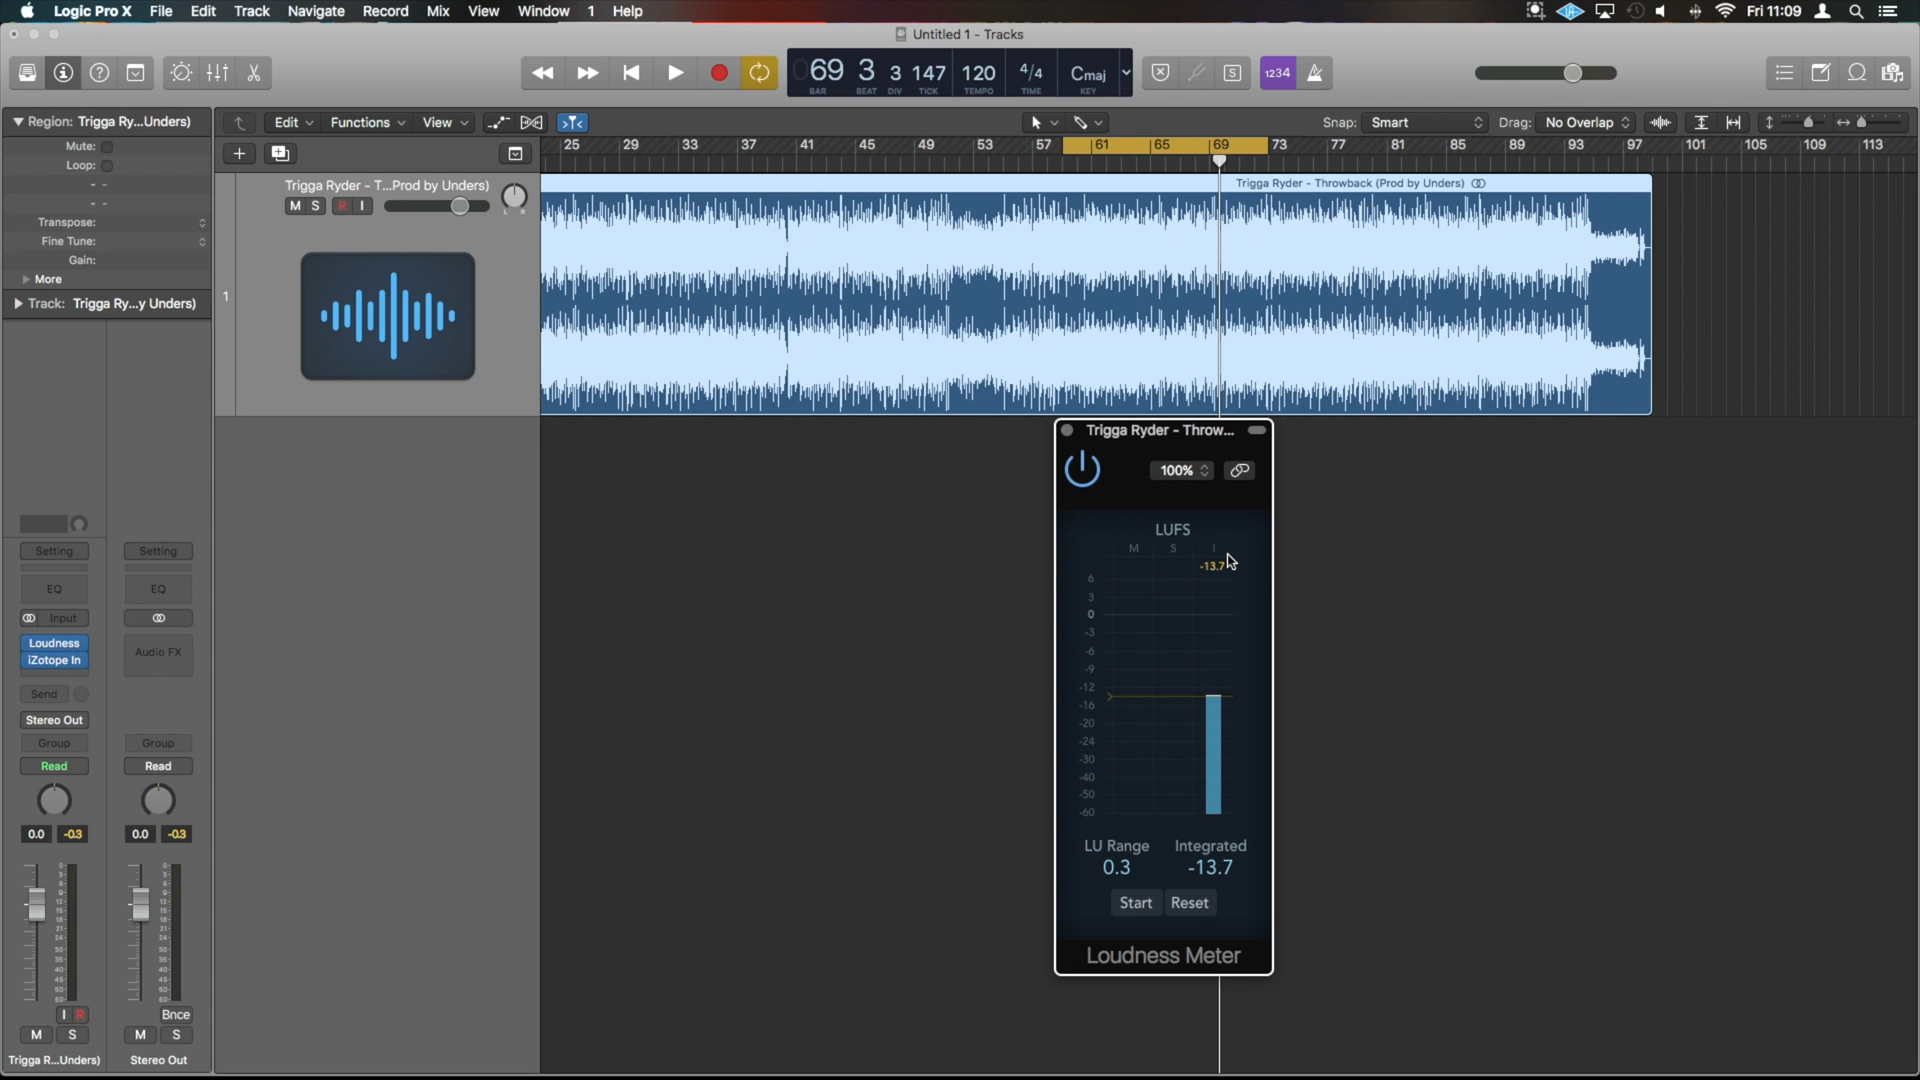 Logic Pro X File Edit Track Navigate Record Mix View Window 1 Help
Fri 11:09
Untitled 1 - Tracks
69 3 3 147 120 4/4 Cmaj
BAR BEAT DIV TICK TEMPO TIME KEY
S
1234
Region: Trigga Ry...Unders)
Edit Functions View
Snap: Smart Drag: No Overlap
Mute:
Loop:
25 29 33 37 41 45 49 53 57 61 65 69 73 77 81 85 89 93 97 101 105 109 113
- -
- -
Transpose:
Fine Tune:
Gain:
More
Track: Trigga Ry...y Unders)
Trigga Ryder - T...Prod by Unders)
M S R I
L R
1
Trigga Ryder - Throwback (Prod by Unders)
Trigga Ryder - Throw...
100%
LUFS
M S I
-13.7
6
3
0
-3
-6
-9
-12
-16
-20
-24
-30
-40
-50
-60
LU Range Integrated
0.3 -13.7
Start Reset
Loudness Meter
Setting Setting
EQ EQ
Input
Loudness
iZotope In
Audio FX
Send
Stereo Out
Group Group
Read Read
0.0 -0.3 0.0 -0.3
I R Bnce
M S M S
Trigga R...Unders) Stereo Out